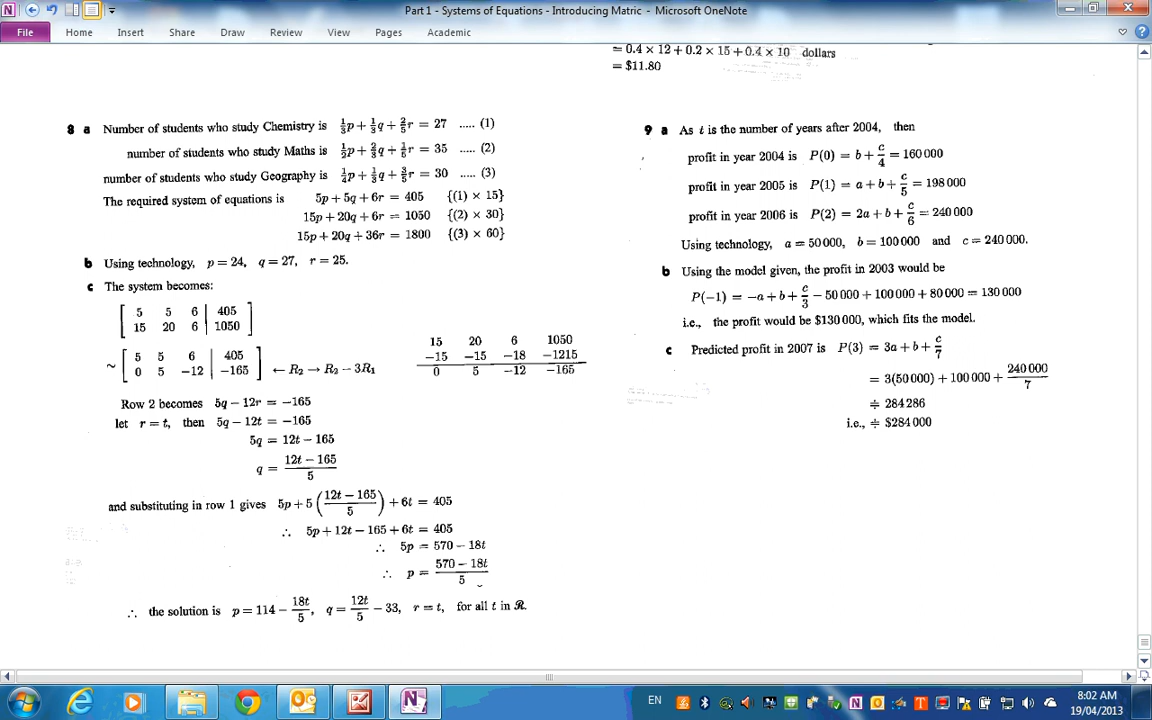 Part 1 - Systems of Equations - Introducing Matric - Microsoft OneNote
File Home Insert Share Draw Review View Pages Academic
= 0.4 × 12 + 0.2 × 15 + 0.4 × 10 dollars
= $11.80
8 a Number of students who study Chemistry is 1/3p + 1/3q + 2/5r = 27 ..... (1)
number of students who study Maths is 1/2p + 2/3q + 1/5r = 35 ..... (2)
number of students who study Geography is 1/4p + 1/3q + 3/5r = 30 ..... (3)
The required system of equations is 5p + 5q + 6r = 405 {(1) × 15}
15p + 20q + 6r = 1050 {(2) × 30}
15p + 20q + 36r = 1800 {(3) × 60}
b Using technology, p = 24, q = 27, r = 25.
c The system becomes:
[ 5 5 6 | 405 ]
[ 15 20 6 | 1050 ]
~ [ 5 5 6 | 405 ]
[ 0 5 −12 | −165 ] ← R₂ → R₂ − 3R₁
15 20 6 1050
−15 −15 −18 −1215
0 5 −12 −165
Row 2 becomes 5q − 12r = −165
let r = t, then 5q − 12t = −165
5q = 12t − 165
q = (12t − 165)/5
and substituting in row 1 gives 5p + 5((12t − 165)/5) + 6t = 405
∴ 5p + 12t − 165 + 6t = 405
∴ 5p = 570 − 18t
∴ p = (570 − 18t)/5
∴ the solution is p = 114 − 18t/5, q = 12t/5 − 33, r = t, for all t in R.
9 a As t is the number of years after 2004, then
profit in year 2004 is P(0) = b + c/4 = 160 000
profit in year 2005 is P(1) = a + b + c/5 = 198 000
profit in year 2006 is P(2) = 2a + b + c/6 = 240 000
Using technology, a = 50 000, b = 100 000 and c = 240 000.
b Using the model given, the profit in 2003 would be
P(−1) = −a + b + c/3 − 50 000 + 100 000 + 80 000 = 130 000
i.e., the profit would be $130 000, which fits the model.
c Predicted profit in 2007 is P(3) = 3a + b + c/7
= 3(50 000) + 100 000 + 240 000/7
≑ 284 286
i.e., ≑ $284 000
EN
8:02 AM
19/04/2013